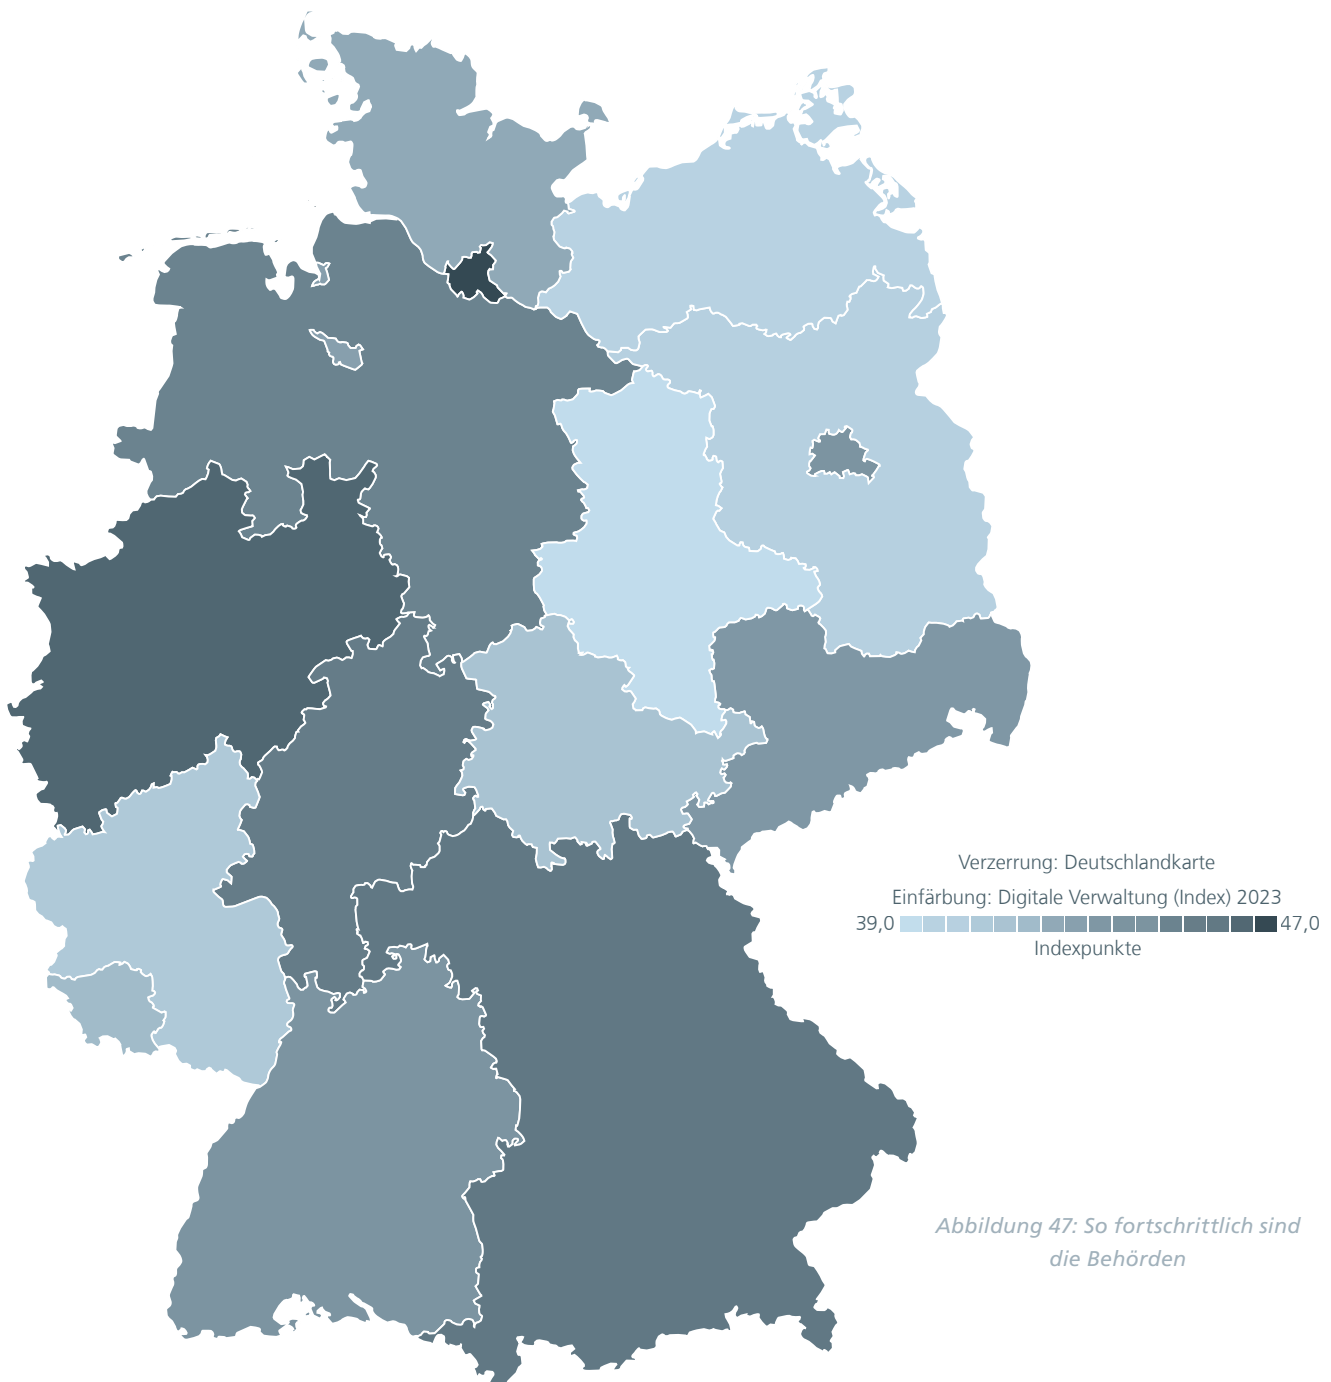 Verzerrung: Deutschlandkarte
Einfärbung: Digitale Verwaltung (Index) 2023
39,0 47,0
Indexpunkte
Abbildung 47: So fortschrittlich sind
die Behörden